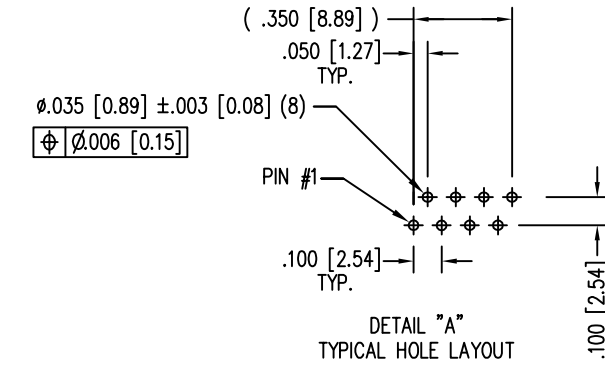 ( .350 [8.89] )
.050 [1.27]
TYP.
ø.035 [0.89] ±.003 [0.08] (8)
⌖ Ø.006 [0.15]
PIN #1
.100 [2.54]
TYP.
.100 [2.54]
DETAIL "A"
TYPICAL HOLE LAYOUT